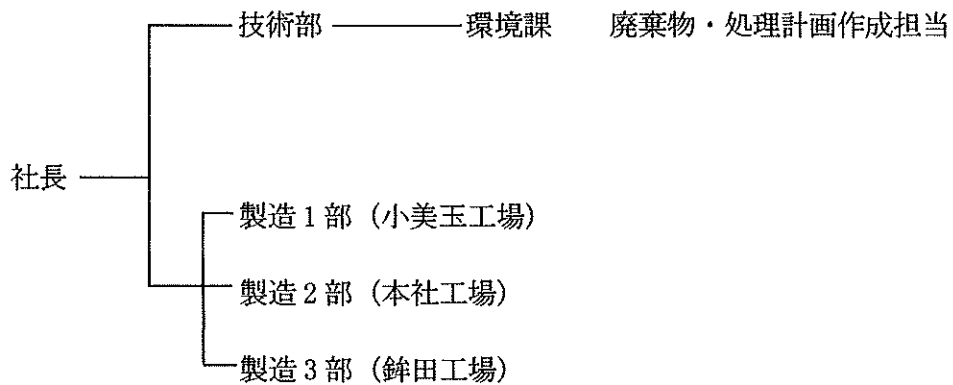 技術部 環境課 廃棄物・処理計画作成担当
社長
製造1部 (小美玉工場)
製造2部 (本社工場)
製造3部 (鉾田工場)